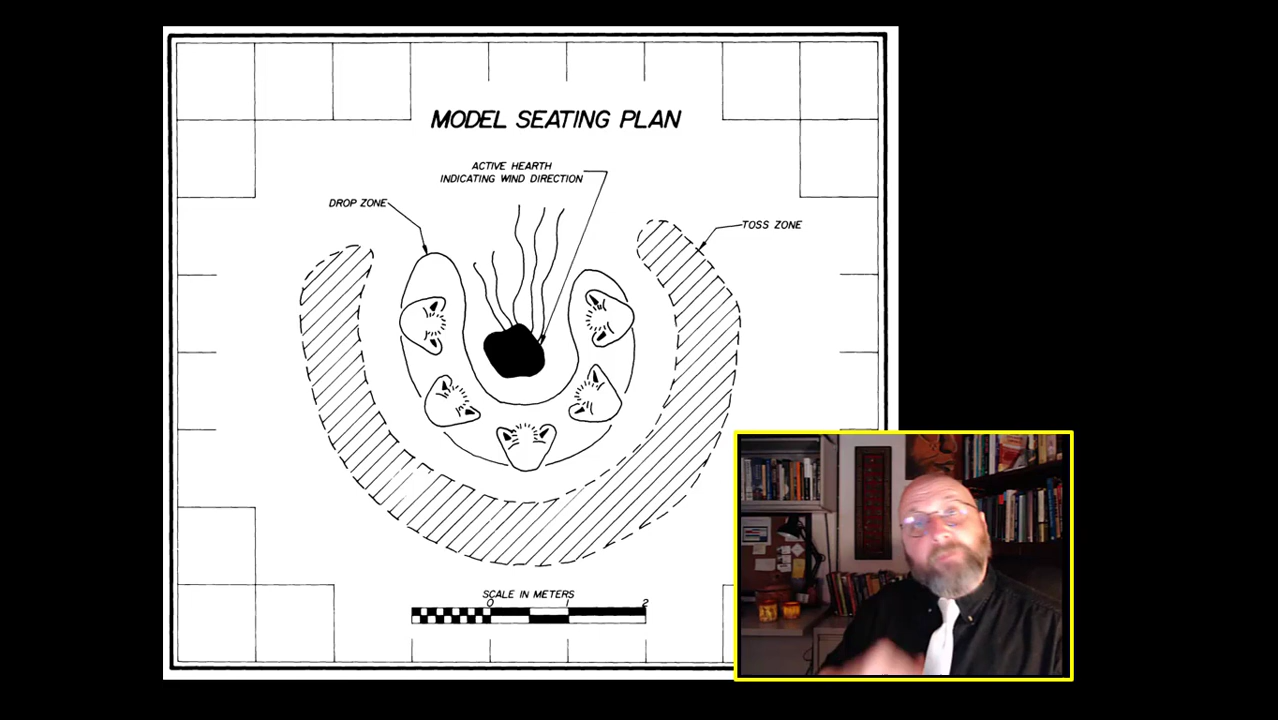 MODEL SEATING PLAN
ACTIVE HEARTH
INDICATING WIND DIRECTION
DROP ZONE
TOSS ZONE
SCALE IN METERS
0 1 2